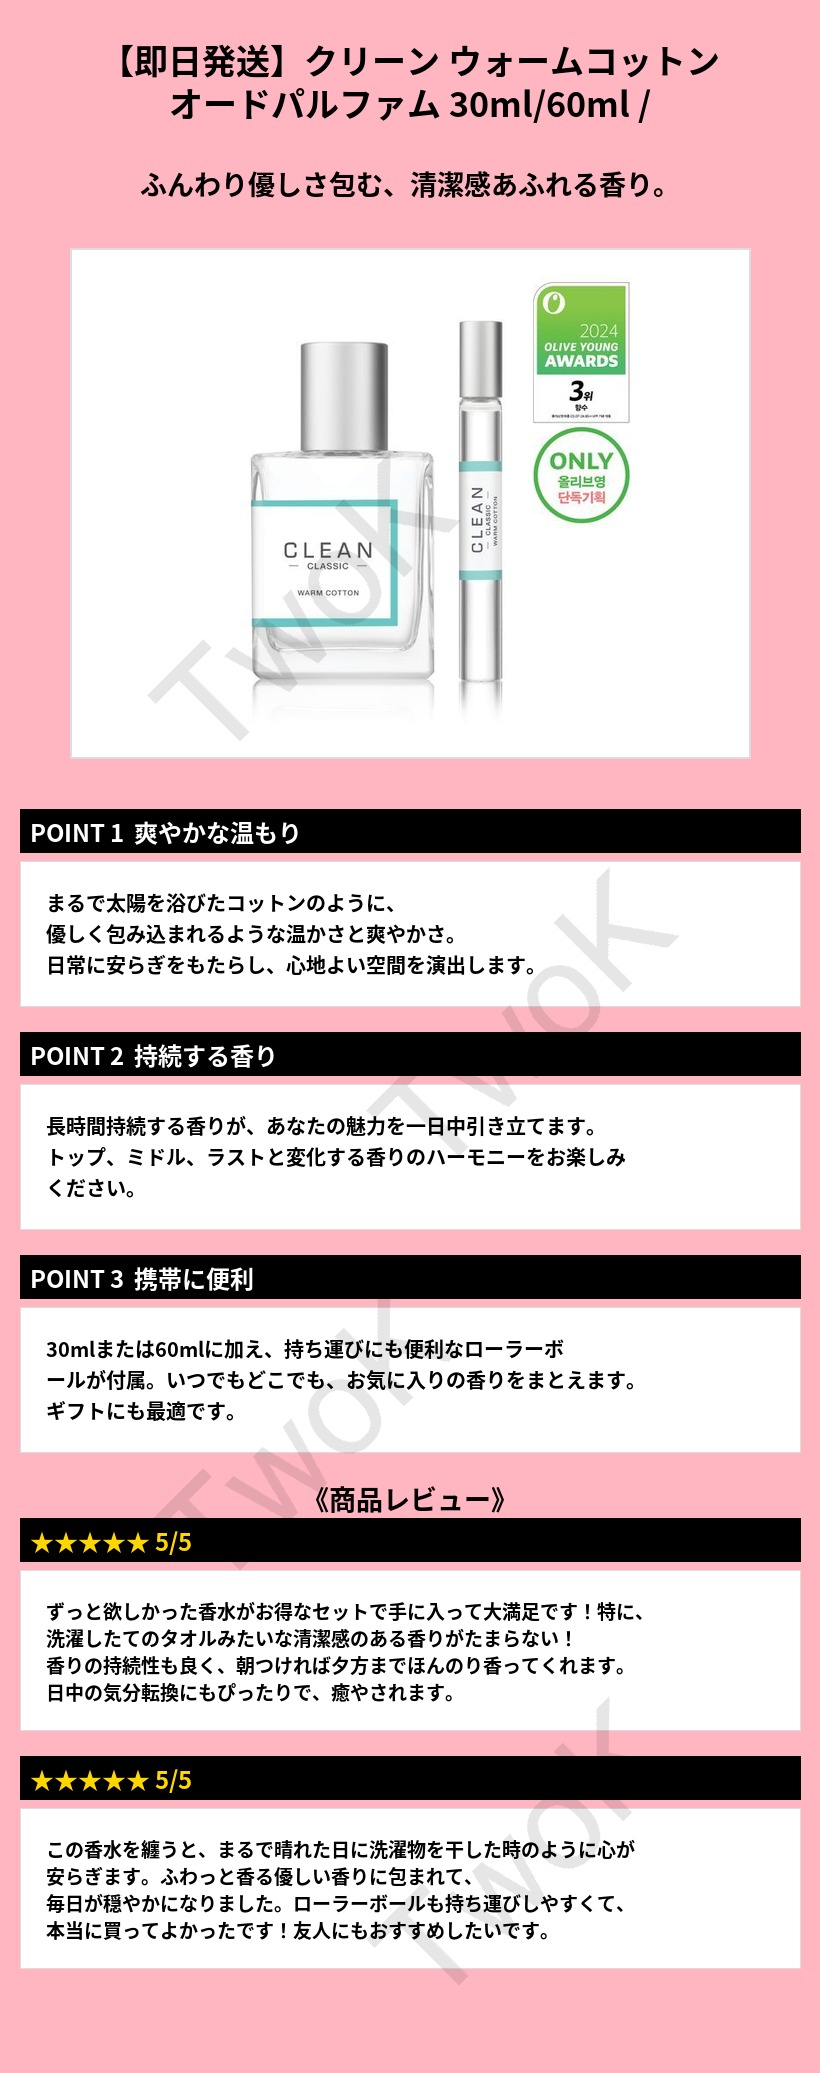 【即日発送】クリーン ウォームコットン
オードパルファム 30ml/60ml /
ふんわり優しさ包む、清潔感あふれる香り。
2024
OLIVE YOUNG
AWARDS
3위
향수
ONLY
올리브영
단독기획
CLEAN
CLASSIC
WARM COTTON
CLEAN
CLASSIC
WARM COTTON
TwoK
POINT 1 爽やかな温もり
まるで太陽を浴びたコットンのように、
優しく包み込まれるような温かさと爽やかさ。
日常に安らぎをもたらし、心地よい空間を演出します。
TwoK
POINT 2 持続する香り
長時間持続する香りが、あなたの魅力を一日中引き立てます。
トップ、ミドル、ラストと変化する香りのハーモニーをお楽しみ
ください。
POINT 3 携帯に便利
30mlまたは60mlに加え、持ち運びにも便利なローラーボ
ールが付属。いつでもどこでも、お気に入りの香りをまとえます。
ギフトにも最適です。
TwoK
《商品レビュー》
★★★★★ 5/5
ずっと欲しかった香水がお得なセットで手に入って大満足です！特に、
洗濯したてのタオルみたいな清潔感のある香りがたまらない！
香りの持続性も良く、朝つければ夕方までほんのり香ってくれます。
日中の気分転換にもぴったりで、癒やされます。
★★★★★ 5/5
この香水を纏うと、まるで晴れた日に洗濯物を干した時のように心が
安らぎます。ふわっと香る優しい香りに包まれて、
毎日が穏やかになりました。ローラーボールも持ち運びしやすくて、
本当に買ってよかったです！友人にもおすすめしたいです。
TwoK